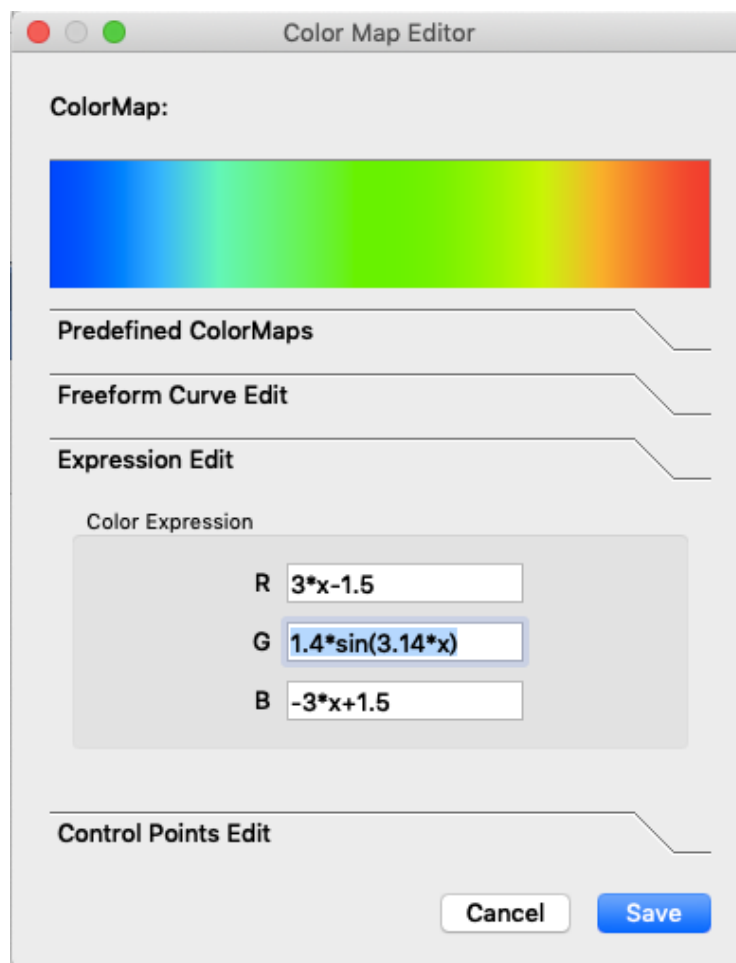 Color Map Editor
ColorMap:
Predefined ColorMaps
Freeform Curve Edit
Expression Edit
Color Expression
R 3*x-1.5
G 1.4*sin(3.14*x)
B -3*x+1.5
Control Points Edit
Cancel Save